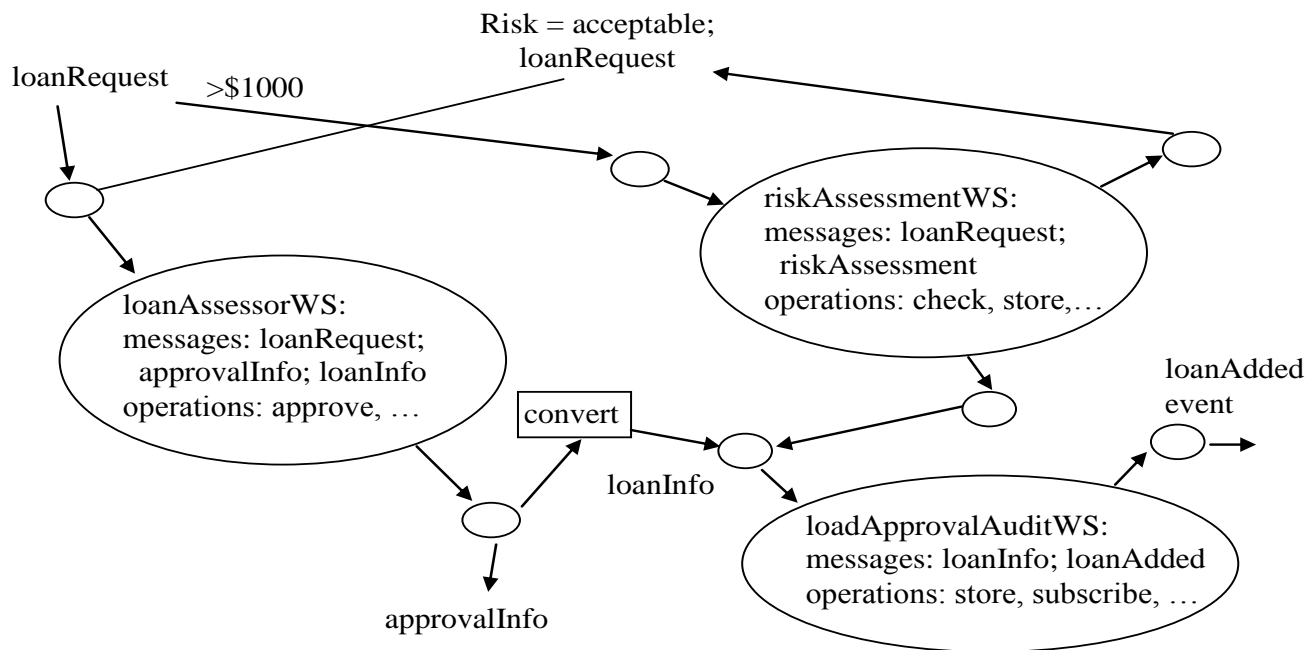 Risk = acceptable;
loanRequest
loanRequest
>$1000
riskAssessmentWS:
messages: loanRequest;
riskAssessment
operations: check, store,…
loanAssessorWS:
messages: loanRequest;
approvalInfo; loanInfo
operations: approve, …
convert
loanInfo
approvalInfo
loanAdded
event
loadApprovalAuditWS:
messages: loanInfo; loanAdded
operations: store, subscribe, …